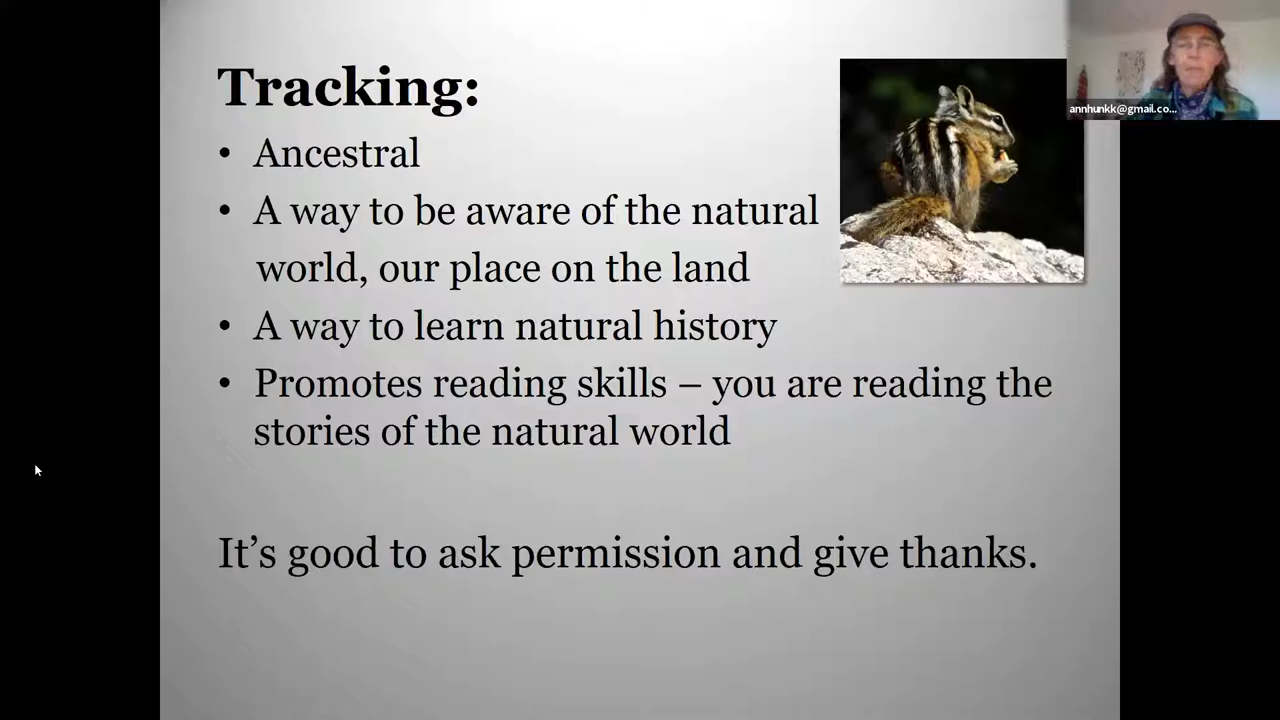 Tracking:
• Ancestral
• A way to be aware of the natural
world, our place on the land
• A way to learn natural history
• Promotes reading skills – you are reading the
stories of the natural world
It’s good to ask permission and give thanks.
annhunkk@gmail.co...